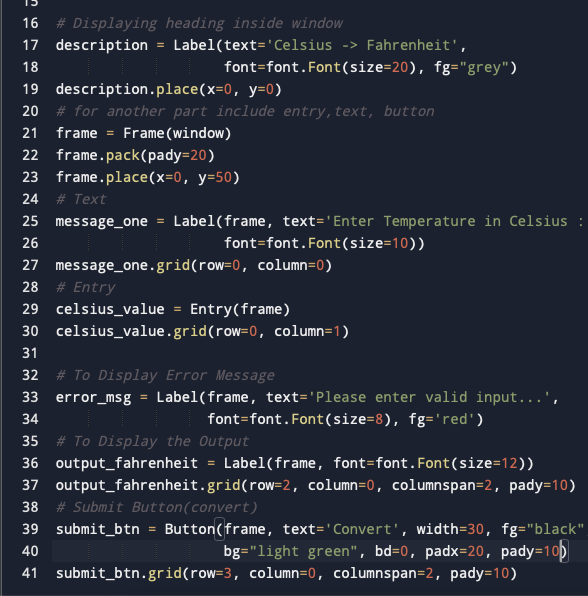 15
16 # Displaying heading inside window
17 description = Label(text='Celsius -> Fahrenheit',
18 font=font.Font(size=20), fg="grey")
19 description.place(x=0, y=0)
20 # for another part include entry,text, button
21 frame = Frame(window)
22 frame.pack(pady=20)
23 frame.place(x=0, y=50)
24 # Text
25 message_one = Label(frame, text='Enter Temperature in Celsius :
26 font=font.Font(size=10))
27 message_one.grid(row=0, column=0)
28 # Entry
29 celsius_value = Entry(frame)
30 celsius_value.grid(row=0, column=1)
31
32 # To Display Error Message
33 error_msg = Label(frame, text='Please enter valid input...',
34 font=font.Font(size=8), fg='red')
35 # To Display the Output
36 output_fahrenheit = Label(frame, font=font.Font(size=12))
37 output_fahrenheit.grid(row=2, column=0, columnspan=2, pady=10)
38 # Submit Button(convert)
39 submit_btn = Button(frame, text='Convert', width=30, fg="black",
40 bg="light green", bd=0, padx=20, pady=10)
41 submit_btn.grid(row=3, column=0, columnspan=2, pady=10)